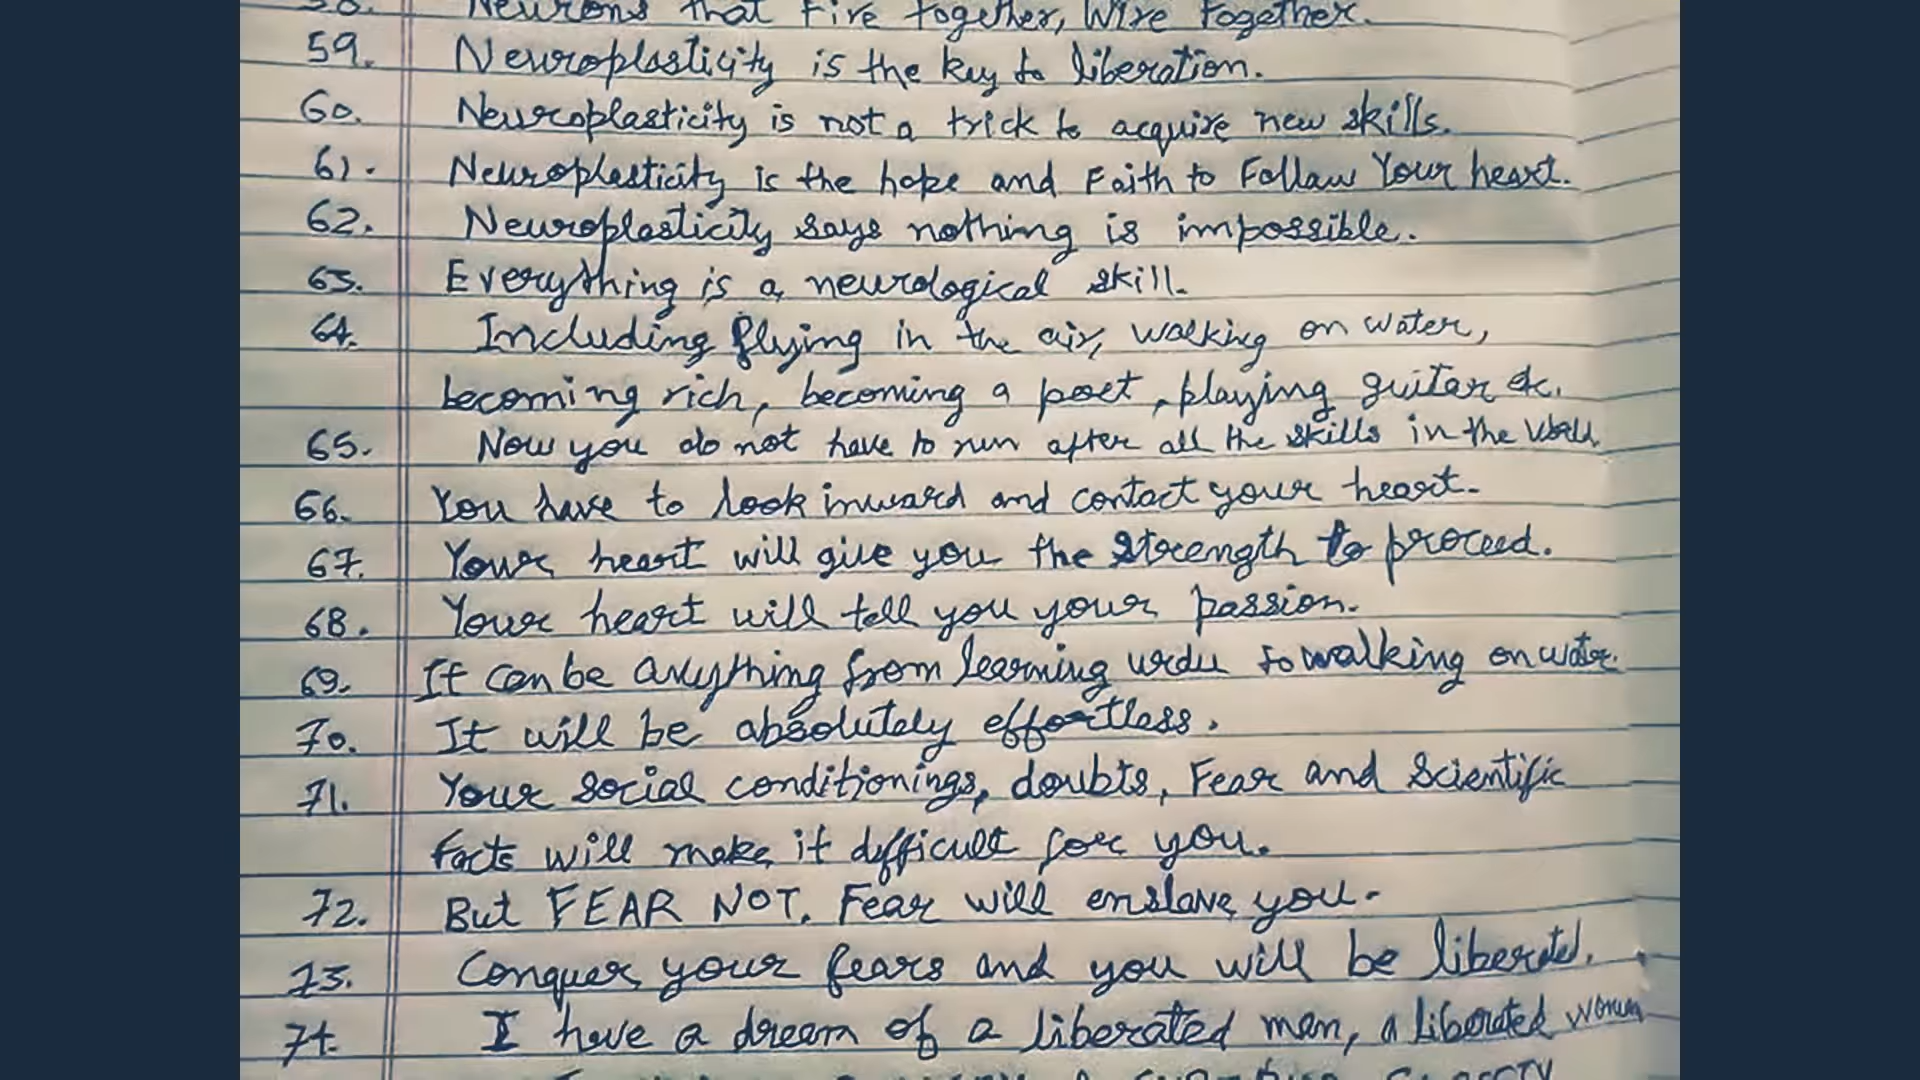 58. Neurons that Fire together, Wire together.
59. Neuroplasticity is the key to liberation.
60. Neuroplasticity is not a trick to acquire new skills.
61. Neuroplasticity is the hope and Faith to Follow Your heart.
62. Neuroplasticity says nothing is impossible.
63. Everything is a neurological skill.
64. Including flying in the air, walking on water,
becoming rich, becoming a poet, playing guitar etc.
65. Now you do not have to run after all the skills in the world.
66. You have to look inward and contact your heart.
67. Your heart will give you the strength to proceed.
68. Your heart will tell you your passion.
69. It can be anything from learning urdu to walking on water.
70. It will be absolutely effortless.
71. Your social conditionings, doubts, Fear and Scientific
facts will make it difficult for you.
72. But FEAR NOT. Fear will enslave you.
73. Conquer your fears and you will be liberated.
74. I have a dream of a liberated man, a liberated woman